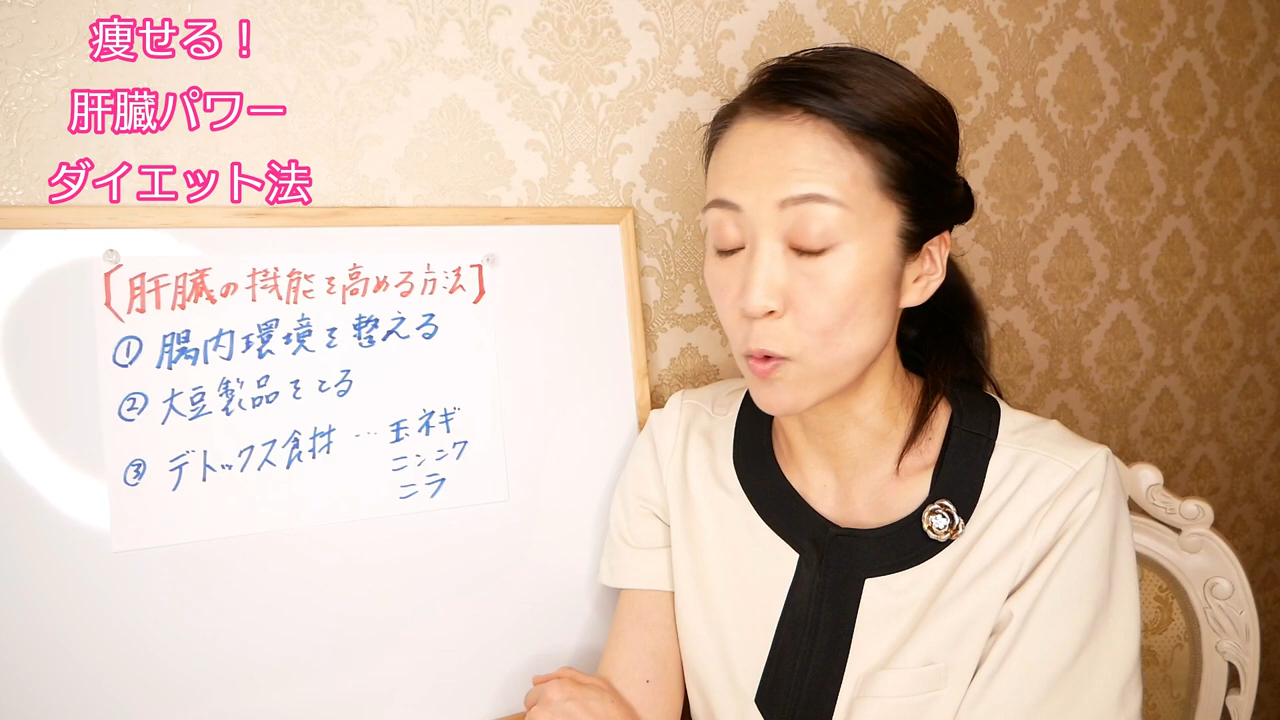 痩せる！
肝臓パワー
ダイエット法
【肝臓の機能を高める方法】
① 腸内環境を整える
② 大豆製品をとる
③ デトックス食材…玉ネギ
ニンニク
ニラ